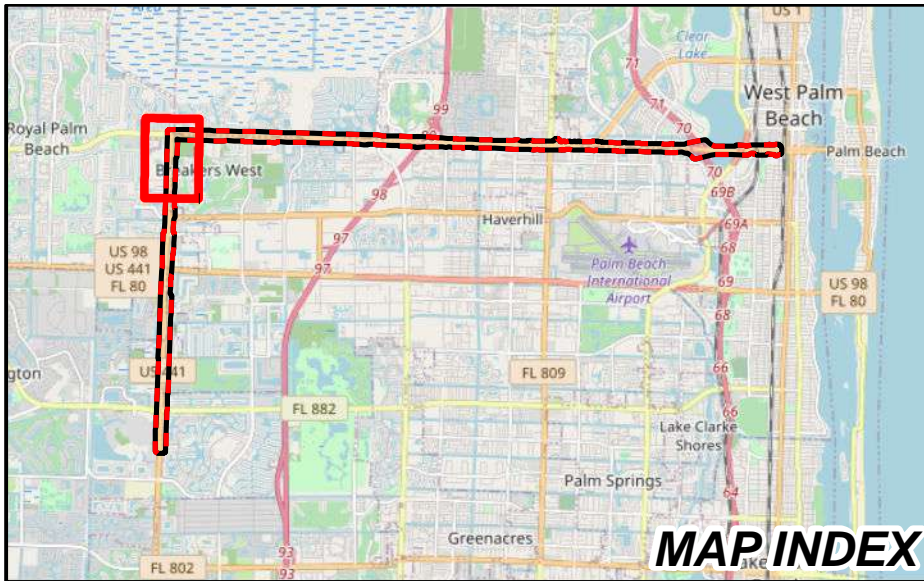 US 1
Clear
Lake
71
99
71
West Palm
Beach
70
Royal Palm
Beach
98
Palm Beach
70
Breakers West
98
69B
Haverhill
69A
97
68
US 98
US 441
FL 80
Palm Beach
International
Airport
97
69
US 98
FL 80
68
US 441
gton
66
FL 809
FL 882
66
Lake Clarke
Shores
Palm Springs
64
Greenacres
93
MAP INDEX
FL 802
93
Lake